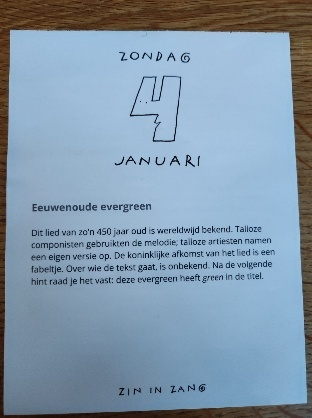 ZONDAG
4
JANUARI
Eeuwenoude evergreen
Dit lied van zo'n 450 jaar oud is wereldwijd bekend. Talloze
componisten gebruikten de melodie; talloze artiesten namen
een eigen versie op. De koninklijke afkomst van het lied is een
fabeltje. Over wie de tekst gaat, is onbekend. Na de volgende
hint raad je het vast: deze evergreen heeft green in de titel.
ZIN IN ZANG